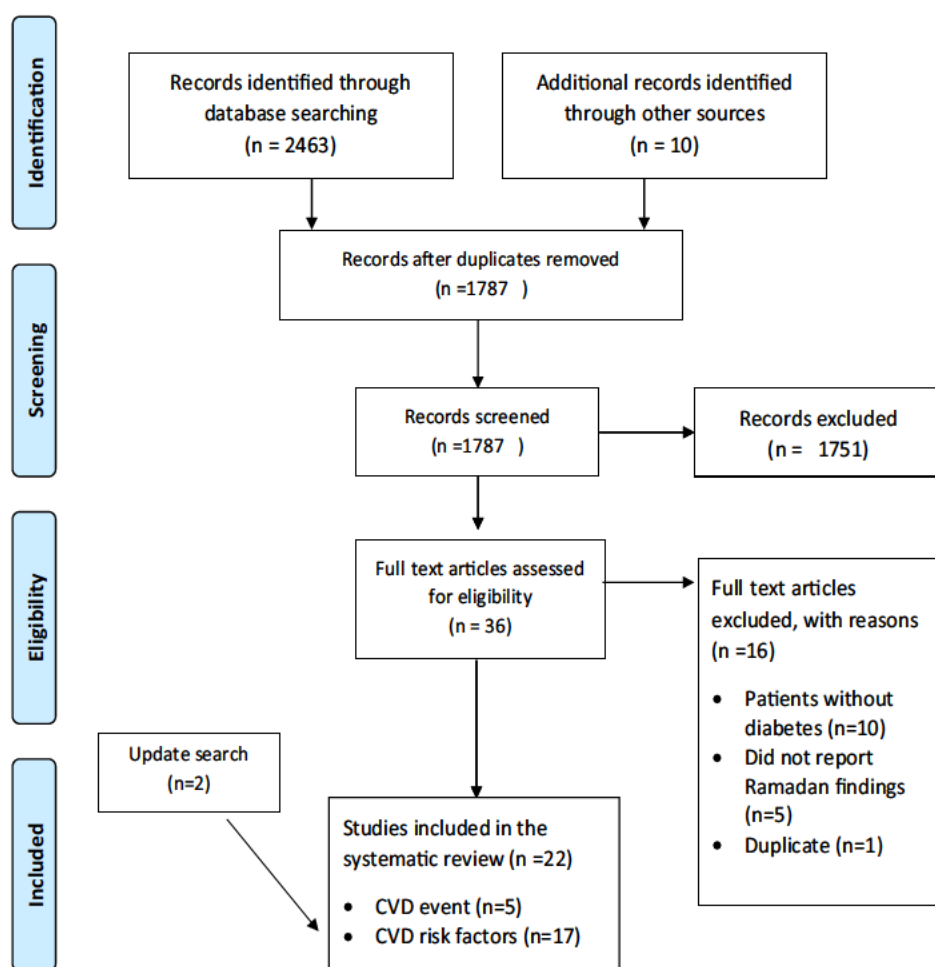 Identification
Records identified through
database searching
(n = 2463)
Additional records identified
through other sources
(n = 10)
Records after duplicates removed
(n =1787   )
Screening
Records screened
(n =1787   )
Records excluded
(n =   1751)
Eligibility
Full text articles assessed
for eligibility
(n = 36)
Full text articles
excluded, with reasons
(n =16)
• Patients without
diabetes (n=10)
• Did not report
Ramadan findings
(n=5)
• Duplicate (n=1)
Included
Update search
(n=2)
Studies included in the
systematic review (n =22)
• CVD event (n=5)
• CVD risk factors (n=17)